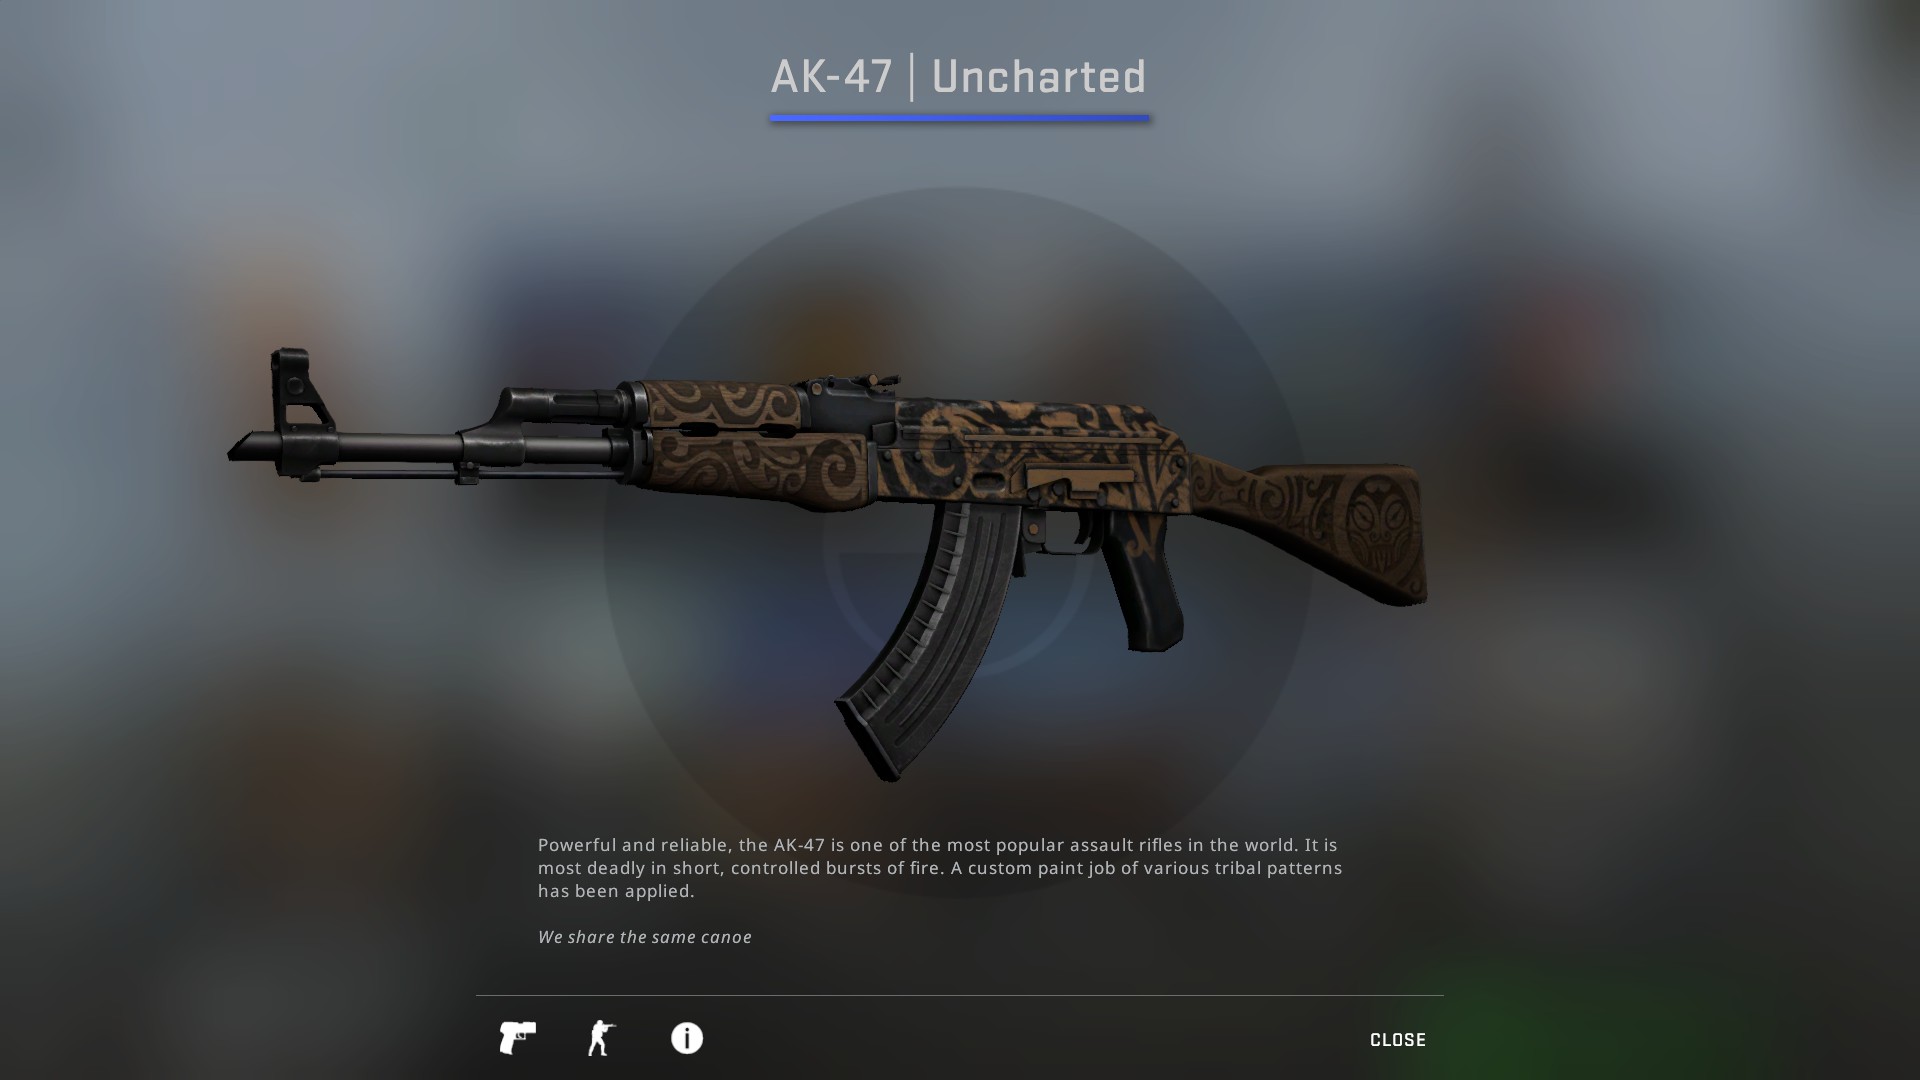 AK-47 | Uncharted
Powerful and reliable, the AK-47 is one of the most popular assault rifles in the world. It is
most deadly in short, controlled bursts of fire. A custom paint job of various tribal patterns
has been applied.
We share the same canoe
CLOSE